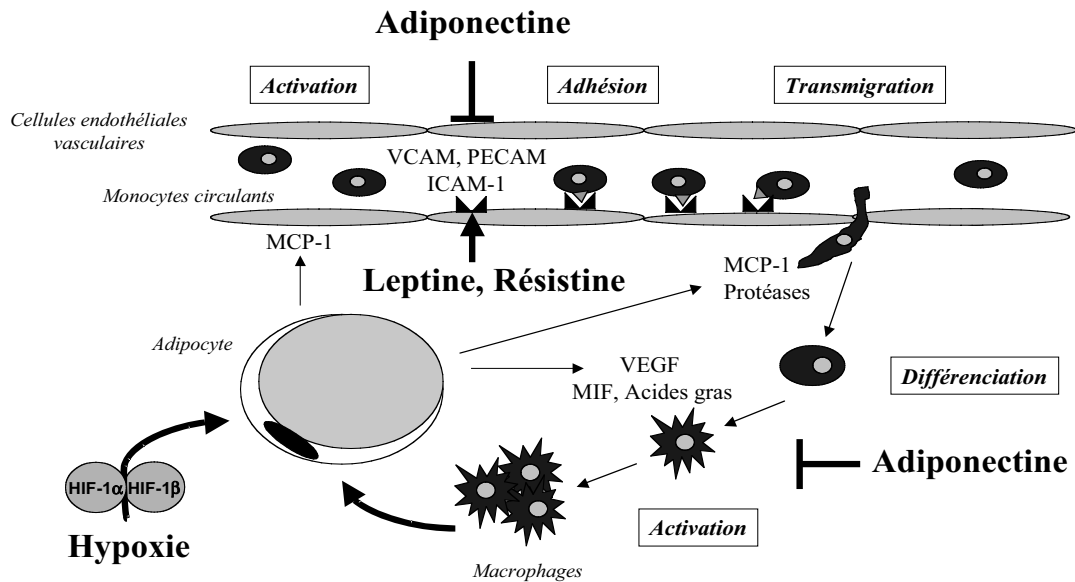 Adiponectine
Activation
Adhésion
Transmigration
Cellules endothéliales
vasculaires
VCAM, PECAM
ICAM-1
Monocytes circulants
MCP-1
Leptine, Résistine
MCP-1
Protéases
Adipocyte
VEGF
MIF, Acides gras
Différenciation
Adiponectine
HIF-1α HIF-1β
Hypoxie
Activation
Macrophages